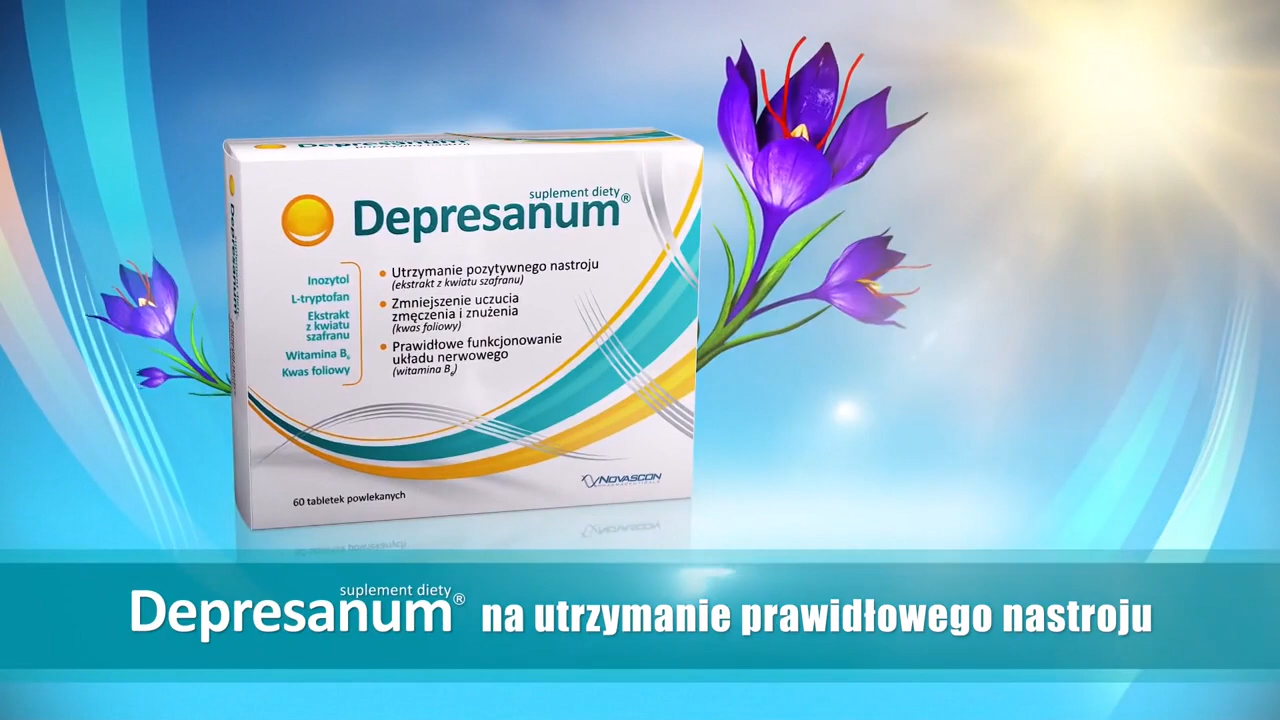 Depresanum
suplement diety
Depresanum®
Inozytol
L-tryptofan
Ekstrakt
z kwiatu
szafranu
Witamina B₆
Kwas foliowy
• Utrzymanie pozytywnego nastroju
(ekstrakt z kwiatu szafranu)
• Zmniejszenie uczucia
zmęczenia i znużenia
(kwas foliowy)
• Prawidłowe funkcjonowanie
układu nerwowego
(witamina B₆)
60 tabletek powlekanych
NOVASCON
PHARMACEUTICALS
suplement diety
Depresanum® na utrzymanie prawidłowego nastroju